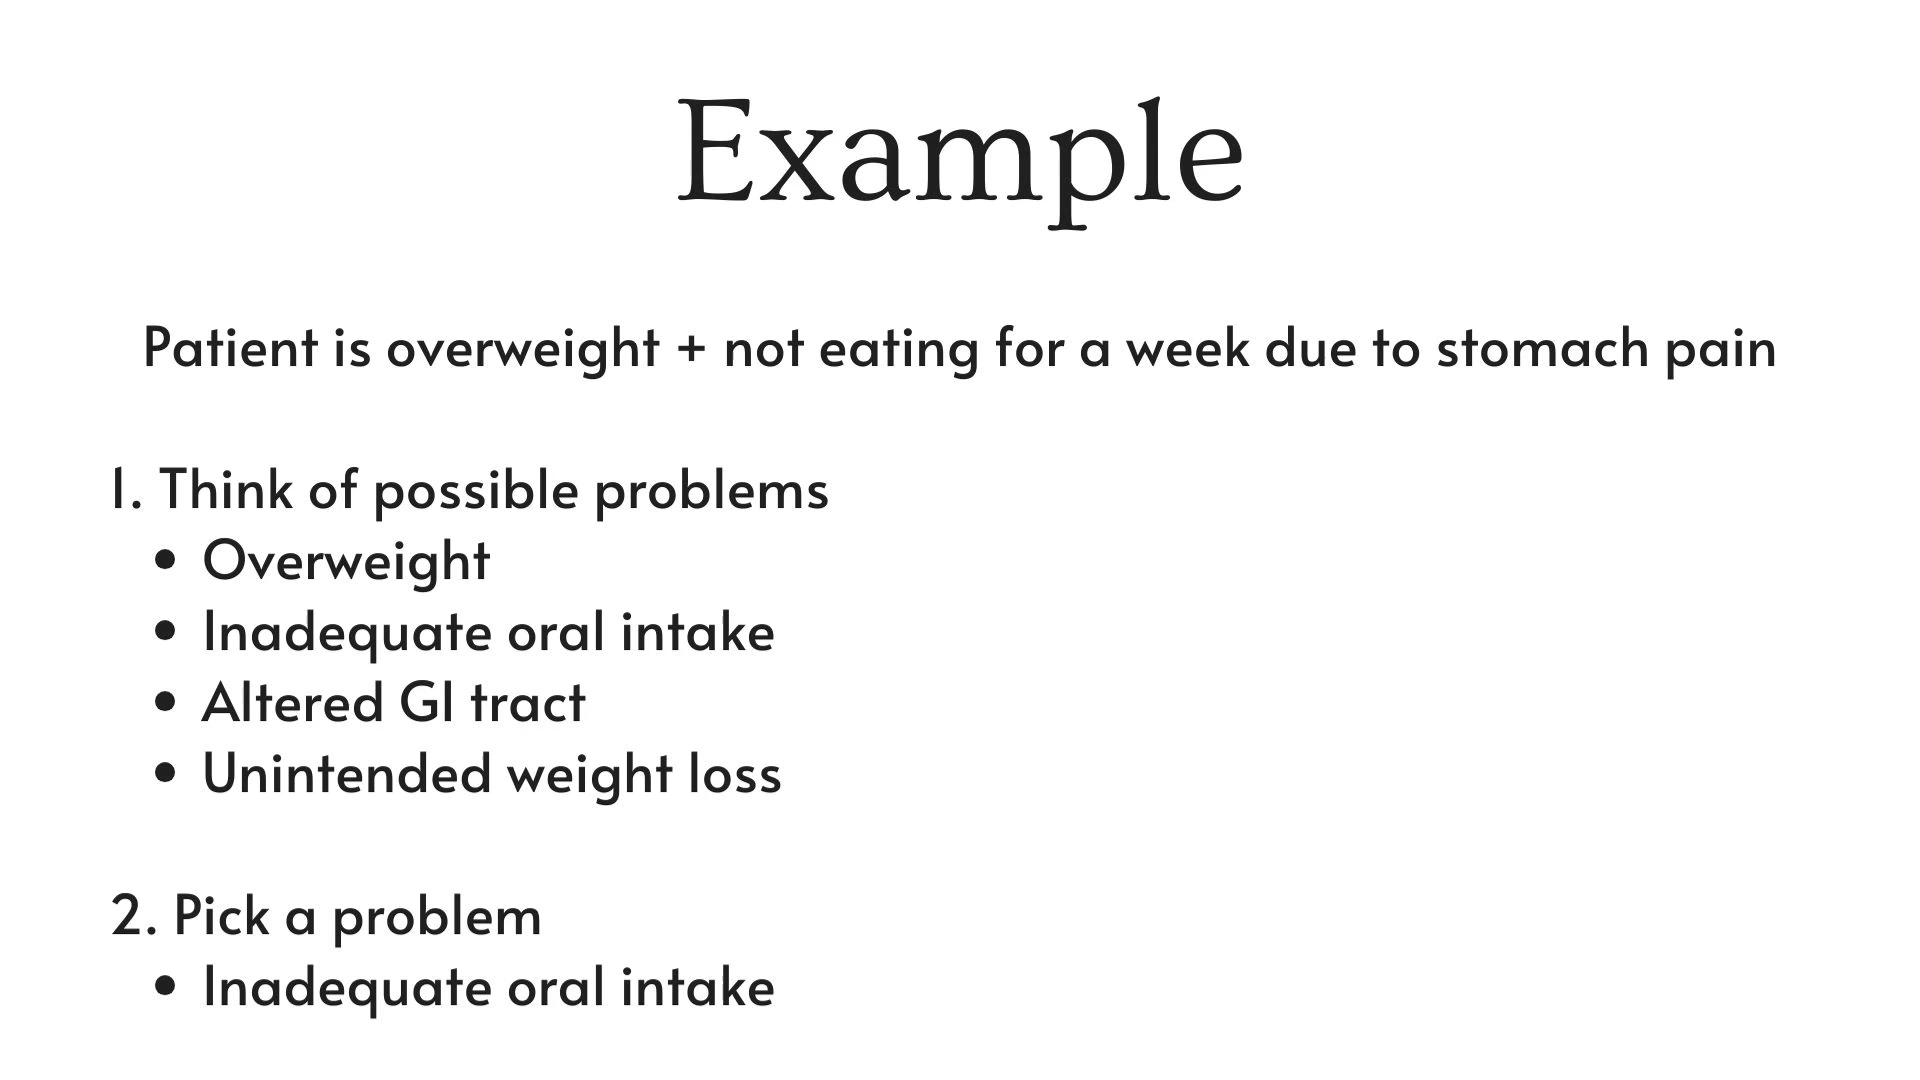 Example
Patient is overweight + not eating for a week due to stomach pain
1. Think of possible problems
• Overweight
• Inadequate oral intake
• Altered GI tract
• Unintended weight loss
2. Pick a problem
• Inadequate oral intake